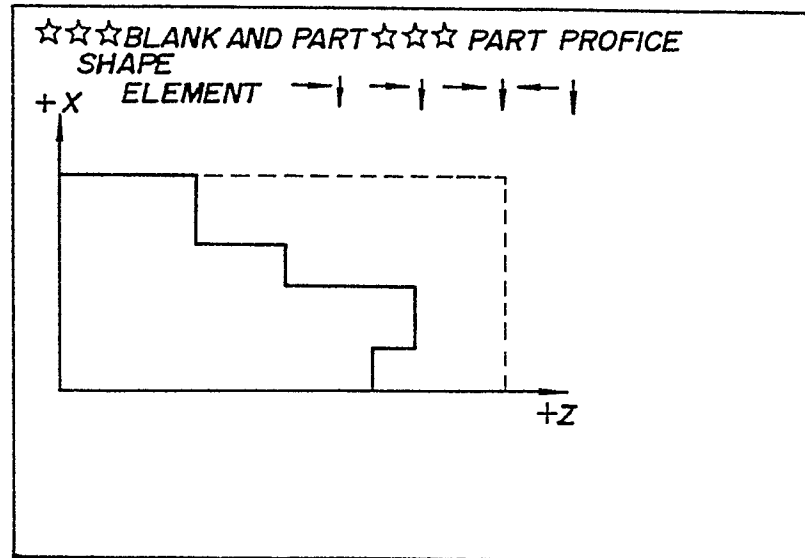 ☆☆☆BLANK AND PART☆☆☆ PART PROFICE
SHAPE
ELEMENT →↓ →↓ →↓ ←↓
+X
+Z